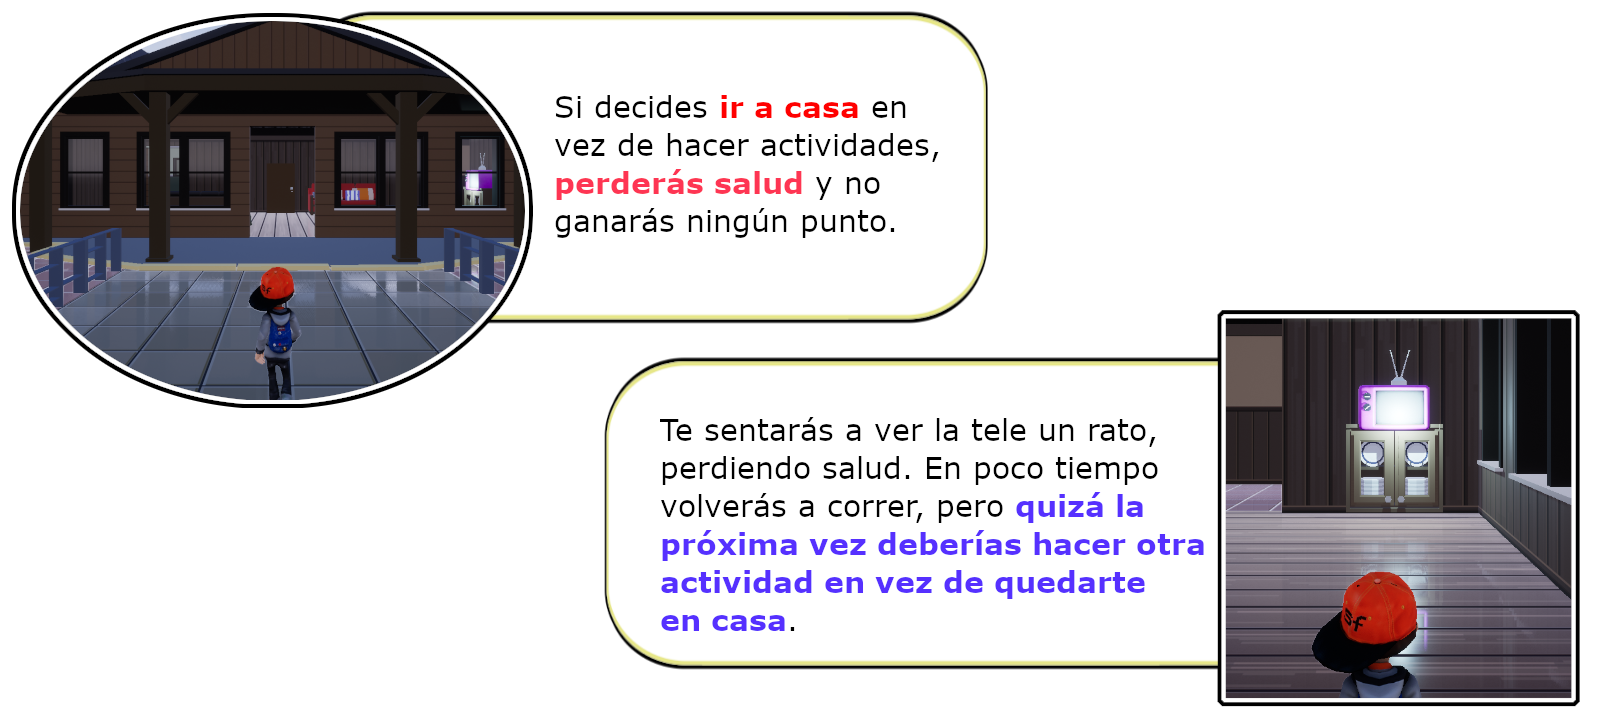 Si decides ir a casa en
vez de hacer actividades,
perderás salud y no
ganarás ningún punto.
Te sentarás a ver la tele un rato,
perdiendo salud. En poco tiempo
volverás a correr, pero quizá la
próxima vez deberías hacer otra
actividad en vez de quedarte
en casa.
sf